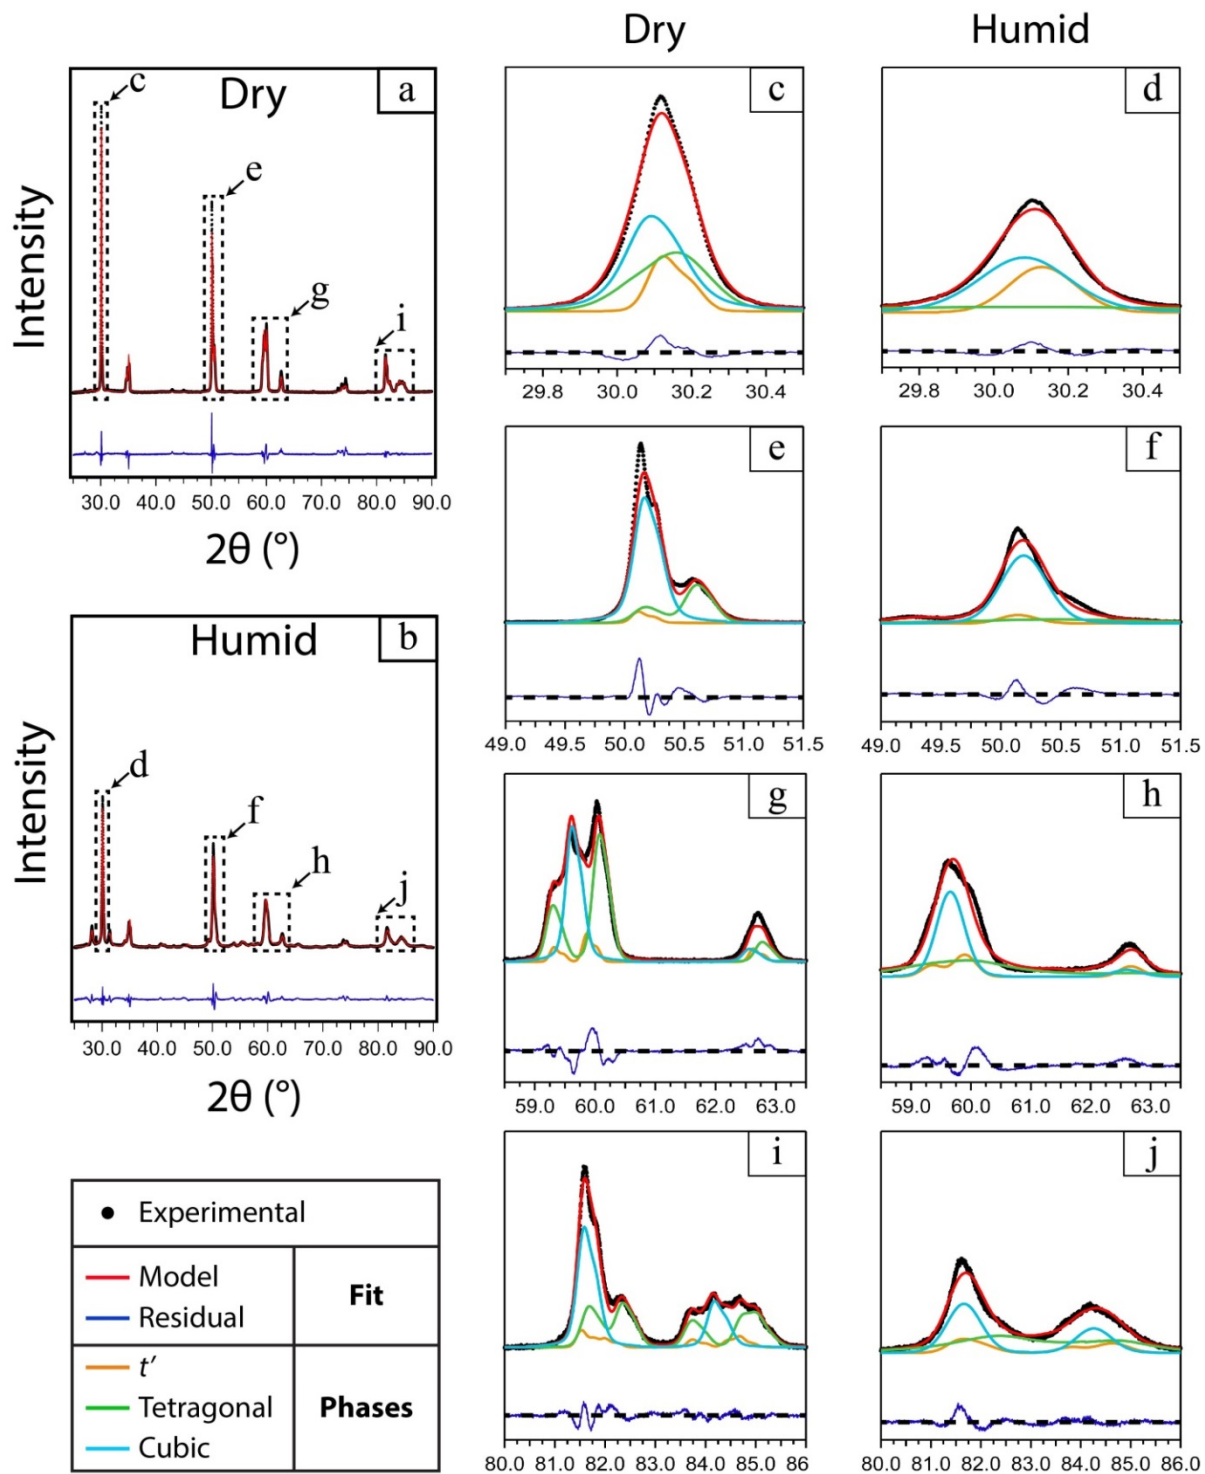 Dry
Humid
Dry
a
c
e
g
i
Intensity
30.0 40.0 50.0 60.0 70.0 80.0 90.0
2θ (°)
Humid
b
d
f
h
j
Intensity
30.0 40.0 50.0 60.0 70.0 80.0 90.0
2θ (°)
Experimental
Model
Residual
Fit
t′
Tetragonal
Cubic
Phases
c
29.8 30.0 30.2 30.4
d
29.8 30.0 30.2 30.4
e
49.0 49.5 50.0 50.5 51.0 51.5
f
49.0 49.5 50.0 50.5 51.0 51.5
g
59.0 60.0 61.0 62.0 63.0
h
59.0 60.0 61.0 62.0 63.0
i
80.0 81.0 82.0 83.0 84.0 85.0 86
j
80.0 81.0 82.0 83.0 84.0 85.0 86.0